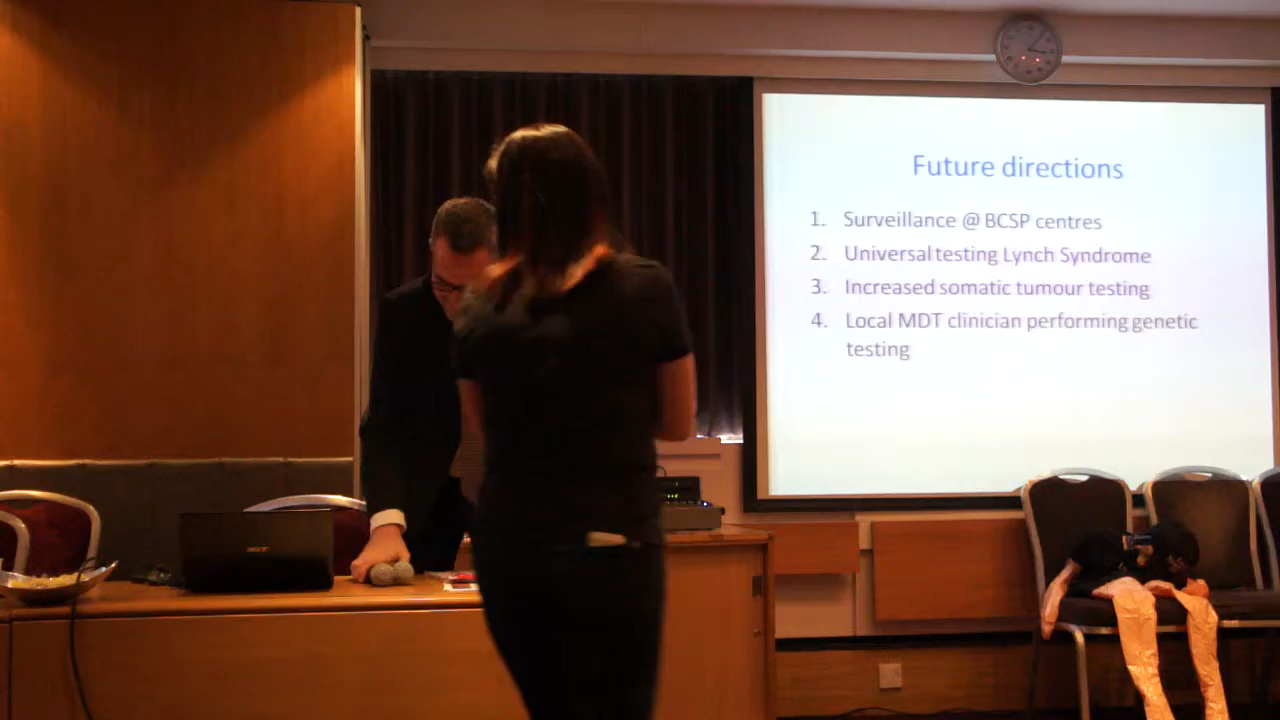 Future directions
1. Surveillance @ BCSP centres
2. Universal testing Lynch Syndrome
3. Increased somatic tumour testing
4. Local MDT clinician performing genetic
testing
acer